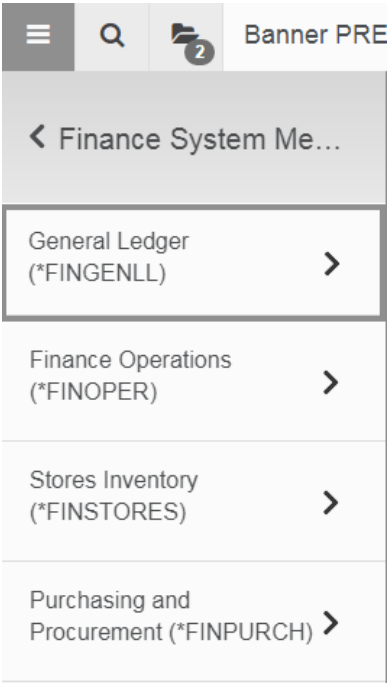 2
Banner PRE
Finance System Me...
General Ledger
(*FINGENLL)
Finance Operations
(*FINOPER)
Stores Inventory
(*FINSTORES)
Purchasing and
Procurement (*FINPURCH)